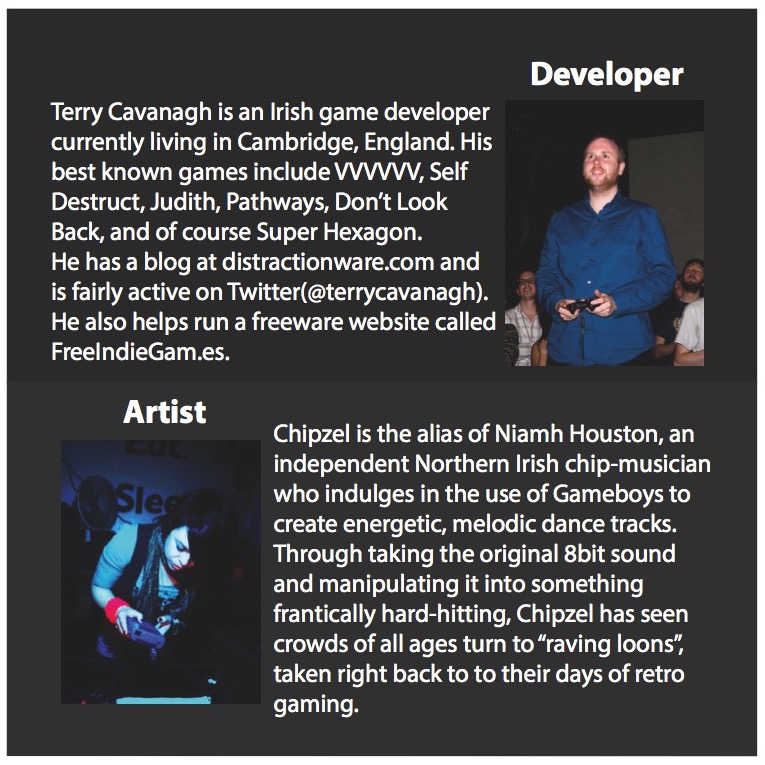 Developer
Terry Cavanagh is an Irish game developer
currently living in Cambridge, England. His
best known games include VVVVVV, Self
Destruct, Judith, Pathways, Don’t Look
Back, and of course Super Hexagon.
He has a blog at distractionware.com and
is fairly active on Twitter(@terrycavanagh).
He also helps run a freeware website called
FreeIndieGam.es.
Artist
Eat.
Slee
Chipzel is the alias of Niamh Houston, an
independent Northern Irish chip-musician
who indulges in the use of Gameboys to
create energetic, melodic dance tracks.
Through taking the original 8bit sound
and manipulating it into something
frantically hard-hitting, Chipzel has seen
crowds of all ages turn to “raving loons”,
taken right back to to their days of retro
gaming.